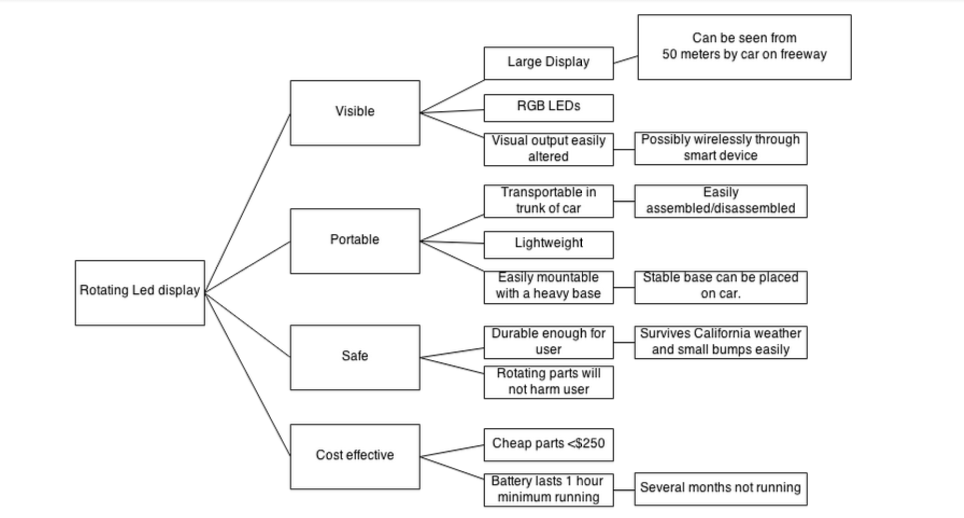 Can be seen from
50 meters by car on freeway
Large Display
Visible
RGB LEDs
Visual output easily
altered
Possibly wirelessly through
smart device
Transportable in
trunk of car
Easily
assembled/disassembled
Portable
Lightweight
Easily mountable
with a heavy base
Stable base can be placed
on car.
Rotating Led display
Durable enough for
user
Survives California weather
and small bumps easily
Safe
Rotating parts will
not harm user
Cheap parts <$250
Cost effective
Battery lasts 1 hour
minimum running
Several months not running